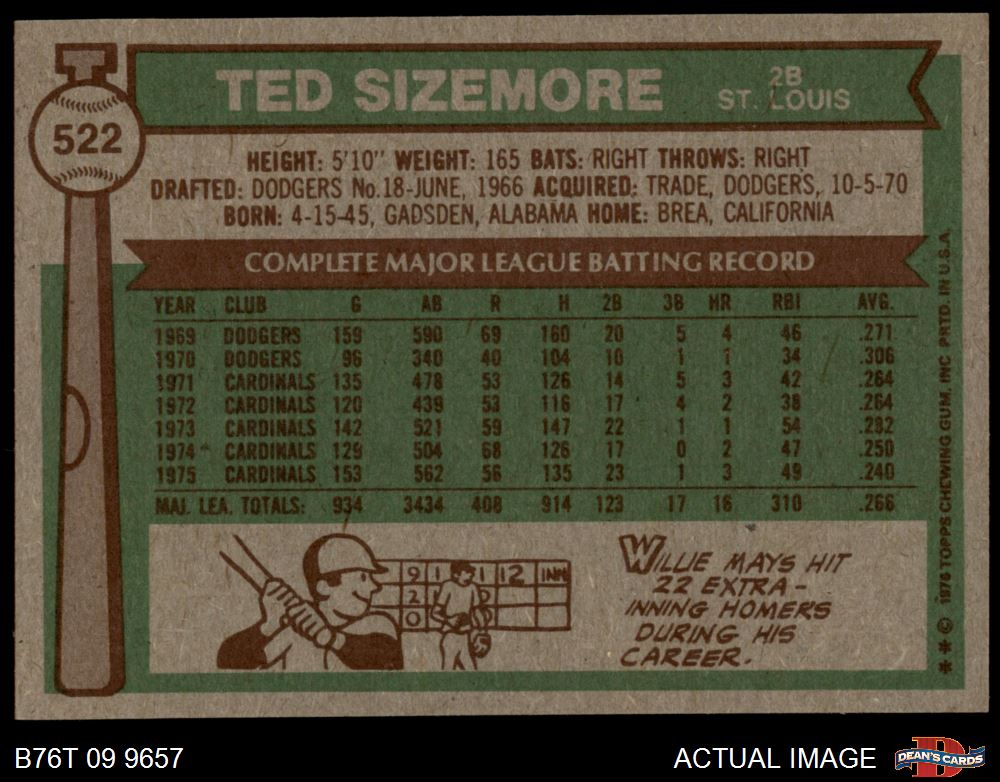 522
TED SIZEMORE
2B
ST. LOUIS
HEIGHT: 5'10" WEIGHT: 165 BATS: RIGHT THROWS: RIGHT
DRAFTED: DODGERS No.18-JUNE, 1966 ACQUIRED: TRADE, DODGERS, 10-5-70
BORN: 4-15-45, GADSDEN, ALABAMA HOME: BREA, CALIFORNIA
COMPLETE MAJOR LEAGUE BATTING RECORD
YEAR CLUB G AB R H 2B 3B HR RBI AVG.
1969 DODGERS 159 590 69 160 20 5 4 46 .271
1970 DODGERS 96 340 40 104 10 1 1 34 .306
1971 CARDINALS 135 478 53 126 14 5 3 42 .264
1972 CARDINALS 120 439 53 116 17 4 2 38 .264
1973 CARDINALS 142 521 59 147 22 1 1 54 .282
1974 CARDINALS 129 504 68 126 17 0 2 47 .250
1975 CARDINALS 153 562 56 135 23 1 3 49 .240
MAJ. LEA. TOTALS: 934 3434 408 914 123 17 16 310 .266
9 1 1 12 INN
2
0
WILLIE MAYS HIT
22 EXTRA-
INNING HOMERS
DURING HIS
CAREER.
** © 1976 TOPPS CHEWING GUM, INC. PRTD. IN U.S.A.
B76T 09 9657
ACTUAL IMAGE
D
DEAN'S CARDS